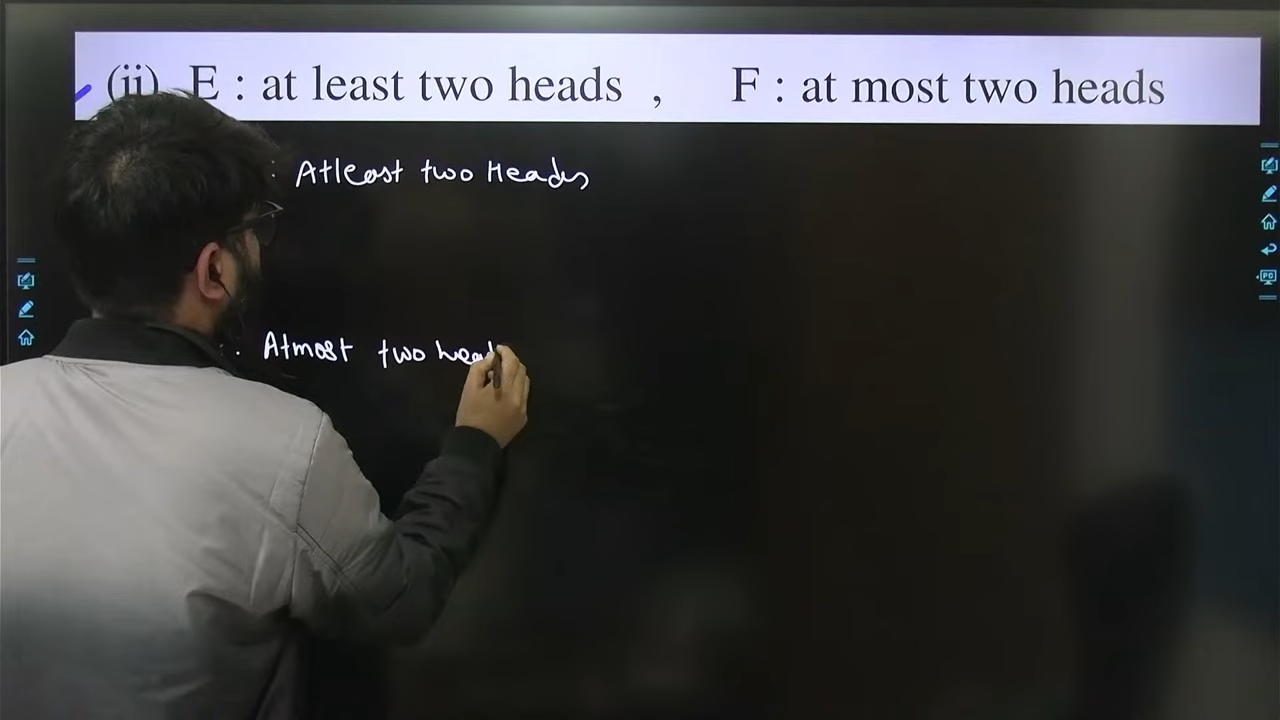 (ii) E : at least two heads , F : at most two heads
: Atleast two Heads
: Atmost two head